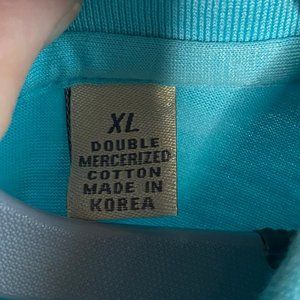 XL
DOUBLE
MERCERIZED
COTTON
MADE IN
KOREA